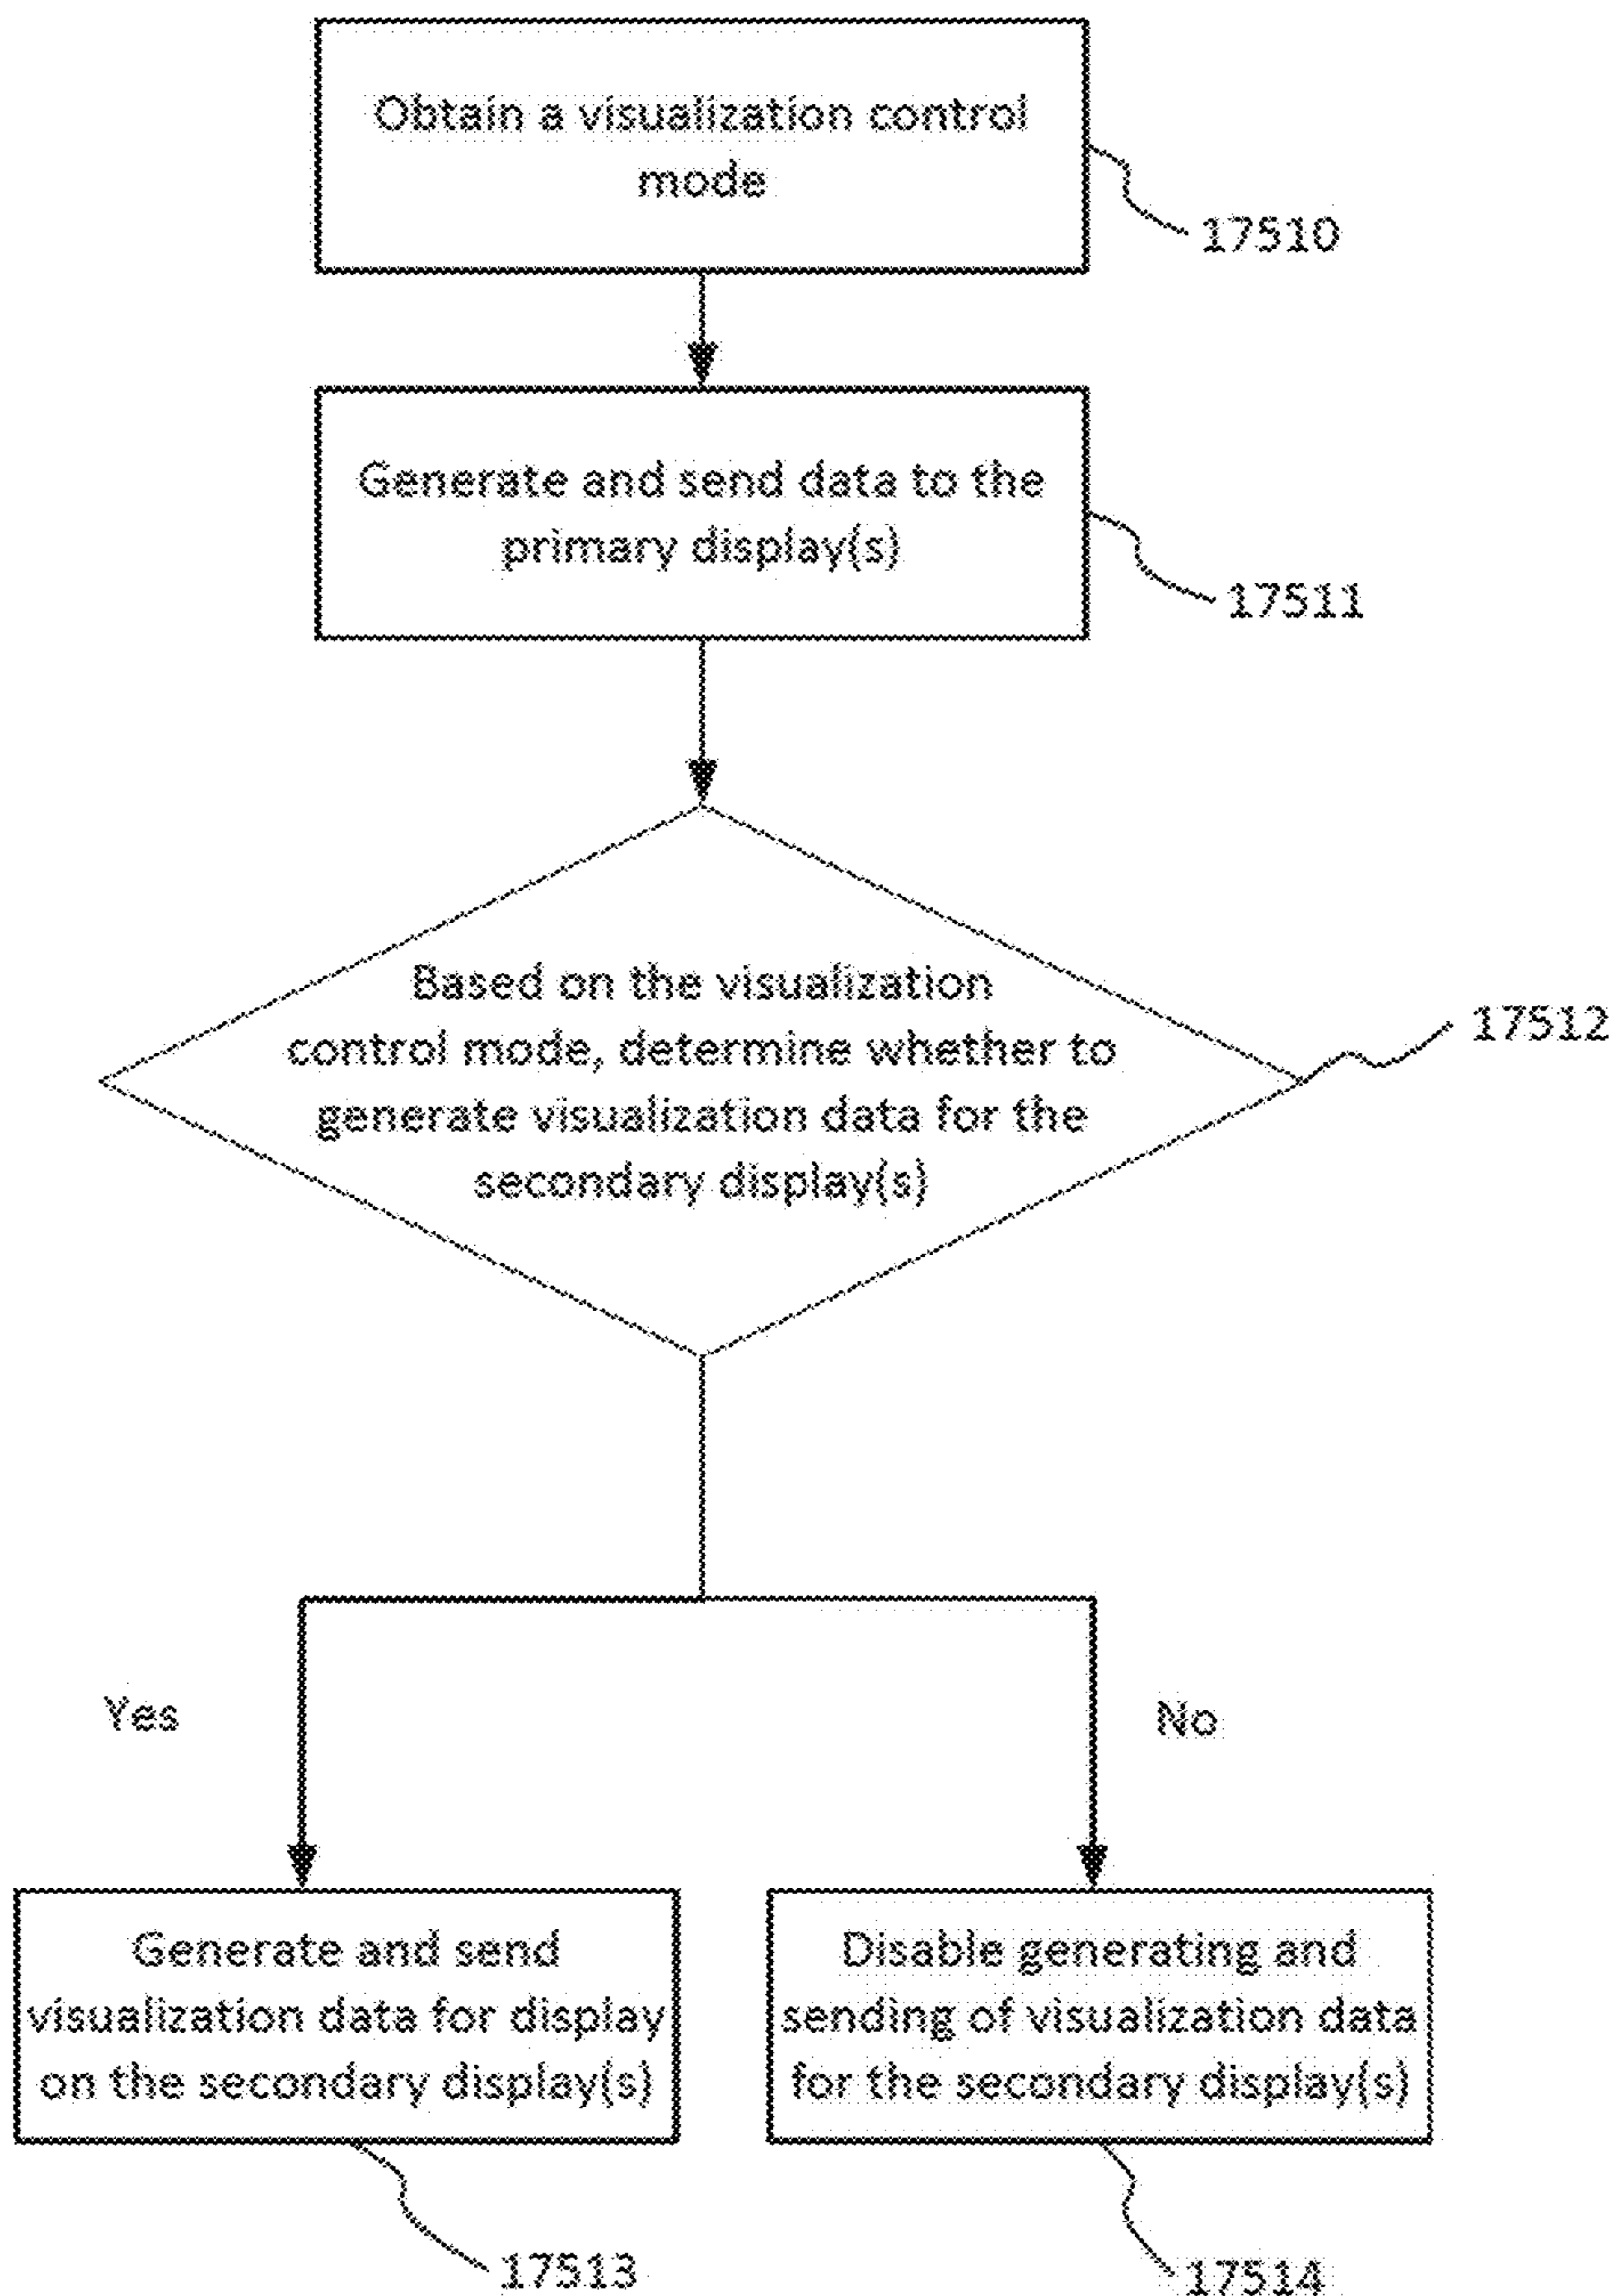 Obtain a visualization control
mode
17510
Generate and send data to the
primary display(s)
17511
Based on the visualization
control mode, determine whether to
generate visualization data for the
secondary display(s)
17512
Yes
No
Generate and send
visualization data for display
on the secondary display(s)
17513
Disable generating and
sending of visualization data
for the secondary display(s)
17514